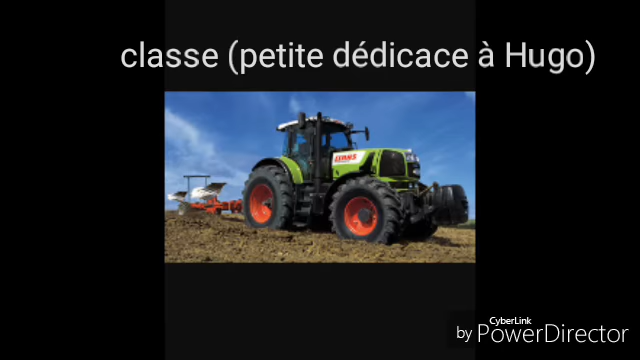 classe (petite dédicace à Hugo)
CLAAS
CyberLink
by PowerDirector